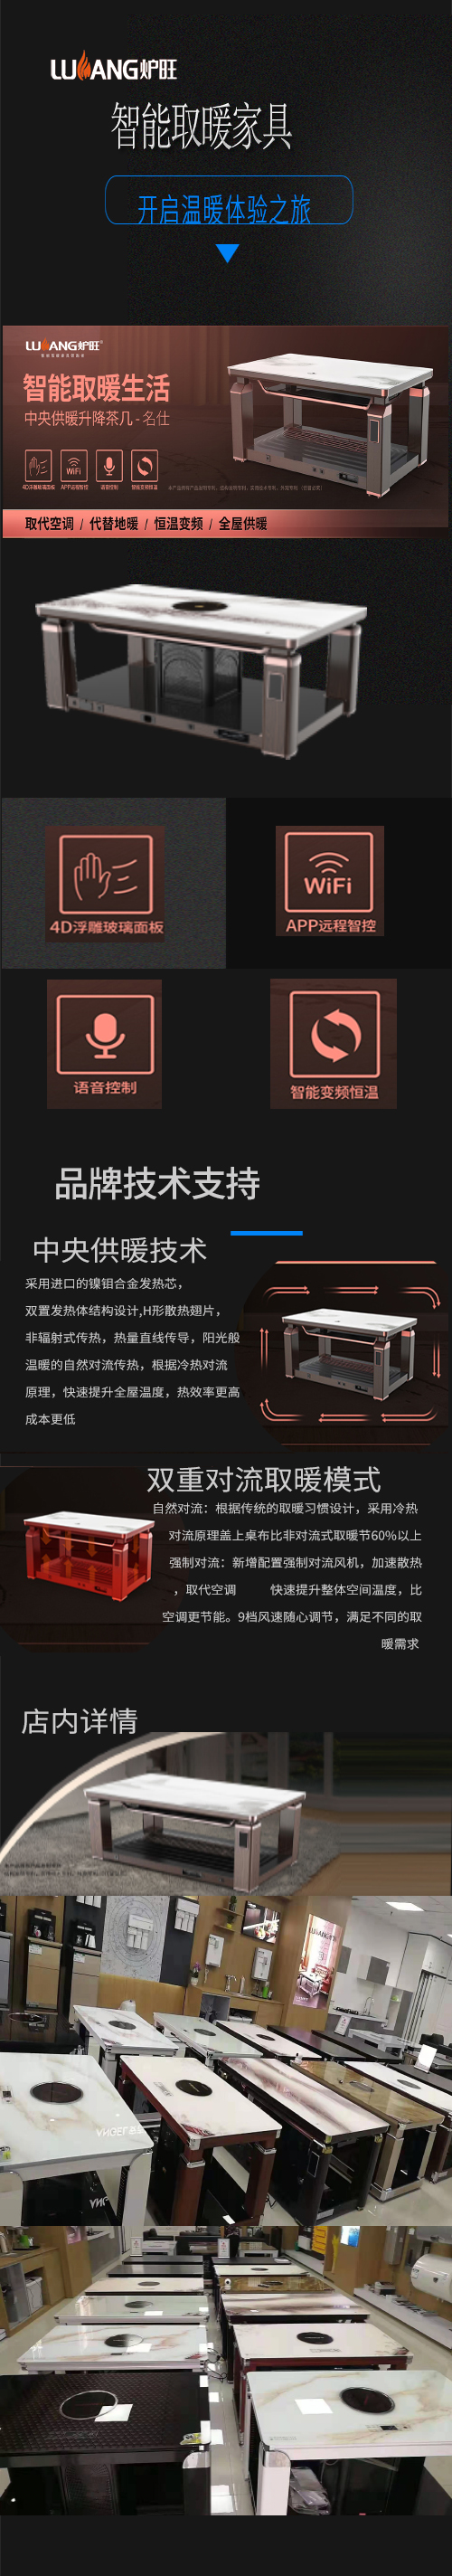 LUWANG炉旺
智能取暖家具
开启温暖体验之旅
LUWANG炉旺
智能取暖生活
中央供暖升降茶几 - 名仕
WiFi
4D浮雕玻璃面板 APP远程智控 语音控制 智能变频恒温
取代空调 / 代替地暖 / 恒温变频 / 全屋供暖
4D浮雕玻璃面板
WiFi
APP远程智控
语音控制
智能变频恒温
品牌技术支持
中央供暖技术
采用进口的镍钼合金发热芯，
双置发热体结构设计,H形散热翅片，
非辐射式传热，热量直线传导，阳光般
温暖的自然对流传热，根据冷热对流
原理，快速提升全屋温度，热效率更高
成本更低
双重对流取暖模式
自然对流：根据传统的取暖习惯设计，采用冷热
对流原理盖上桌布比非对流式取暖节60%以上
强制对流：新增配置强制对流风机，加速散热
，取代空调 快速提升整体空间温度，比
空调更节能。9档风速随心调节，满足不同的取
暖需求
店内详情